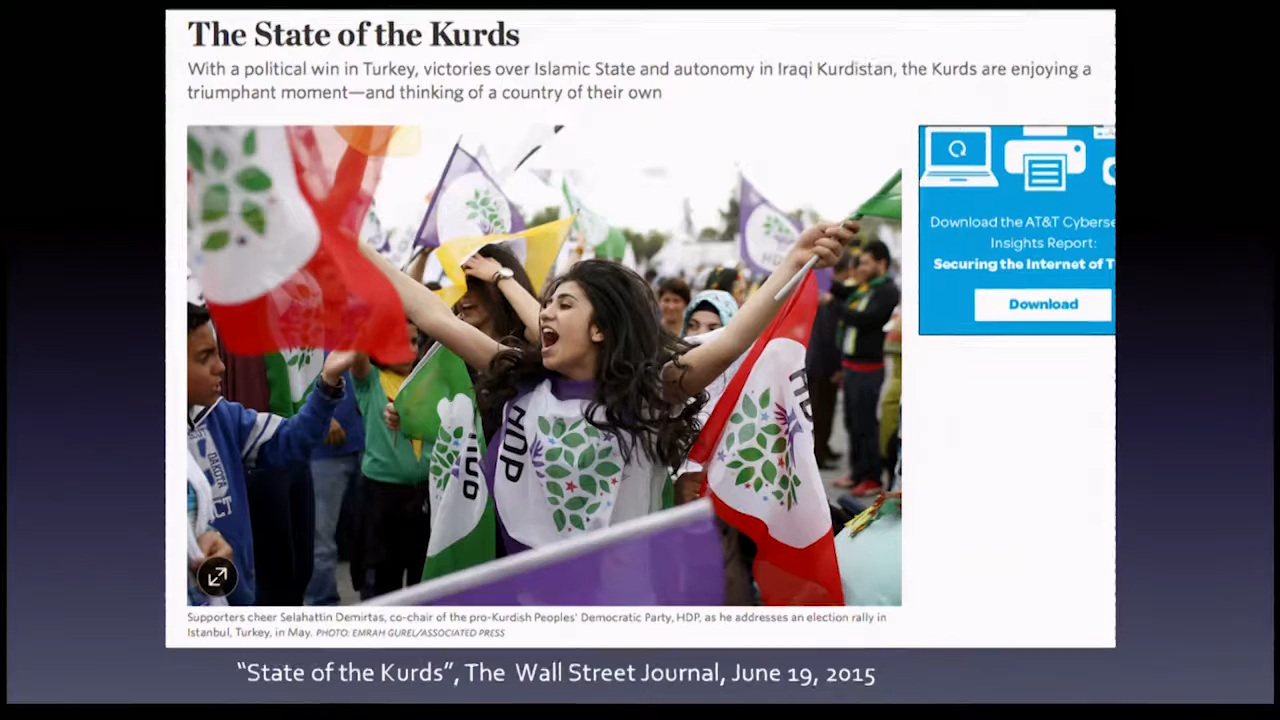 The State of the Kurds
With a political win in Turkey, victories over Islamic State and autonomy in Iraqi Kurdistan, the Kurds are enjoying a
triumphant moment—and thinking of a country of their own
Download the AT&T Cyberse
Insights Report:
Securing the Internet of T
Download
HDP
HDP
HD
DAKOTA
Supporters cheer Selahattin Demirtas, co-chair of the pro-Kurdish Peoples' Democratic Party, HDP, as he addresses an election rally in
Istanbul, Turkey, in May. PHOTO: EMRAH GUREL/ASSOCIATED PRESS
“State of the Kurds”, The Wall Street Journal, June 19, 2015